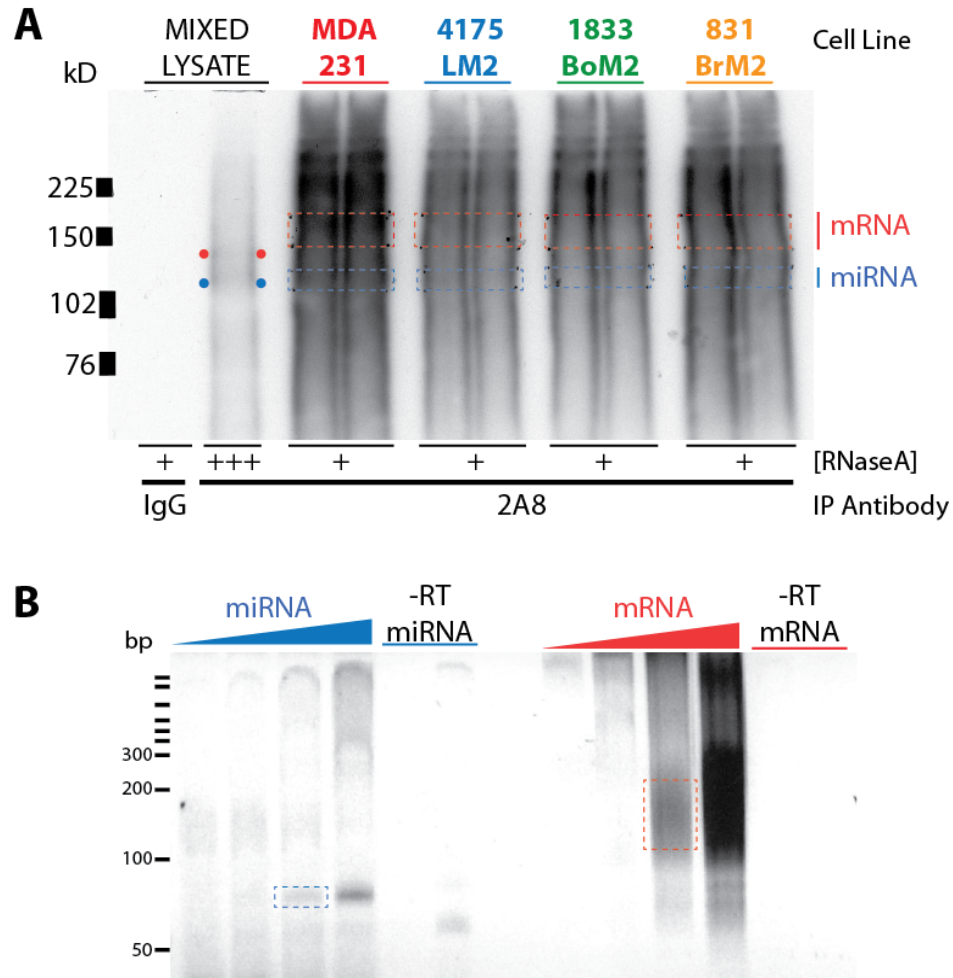 A
MIXED
LYSATE
MDA
231
4175
LM2
1833
BoM2
831
BrM2
Cell Line
kD
225
150
102
76
mRNA
miRNA
+
+++
+
+
+
+
[RNaseA]
IgG
2A8
IP Antibody
B
miRNA
-RT
miRNA
mRNA
-RT
mRNA
bp
300
200
100
50